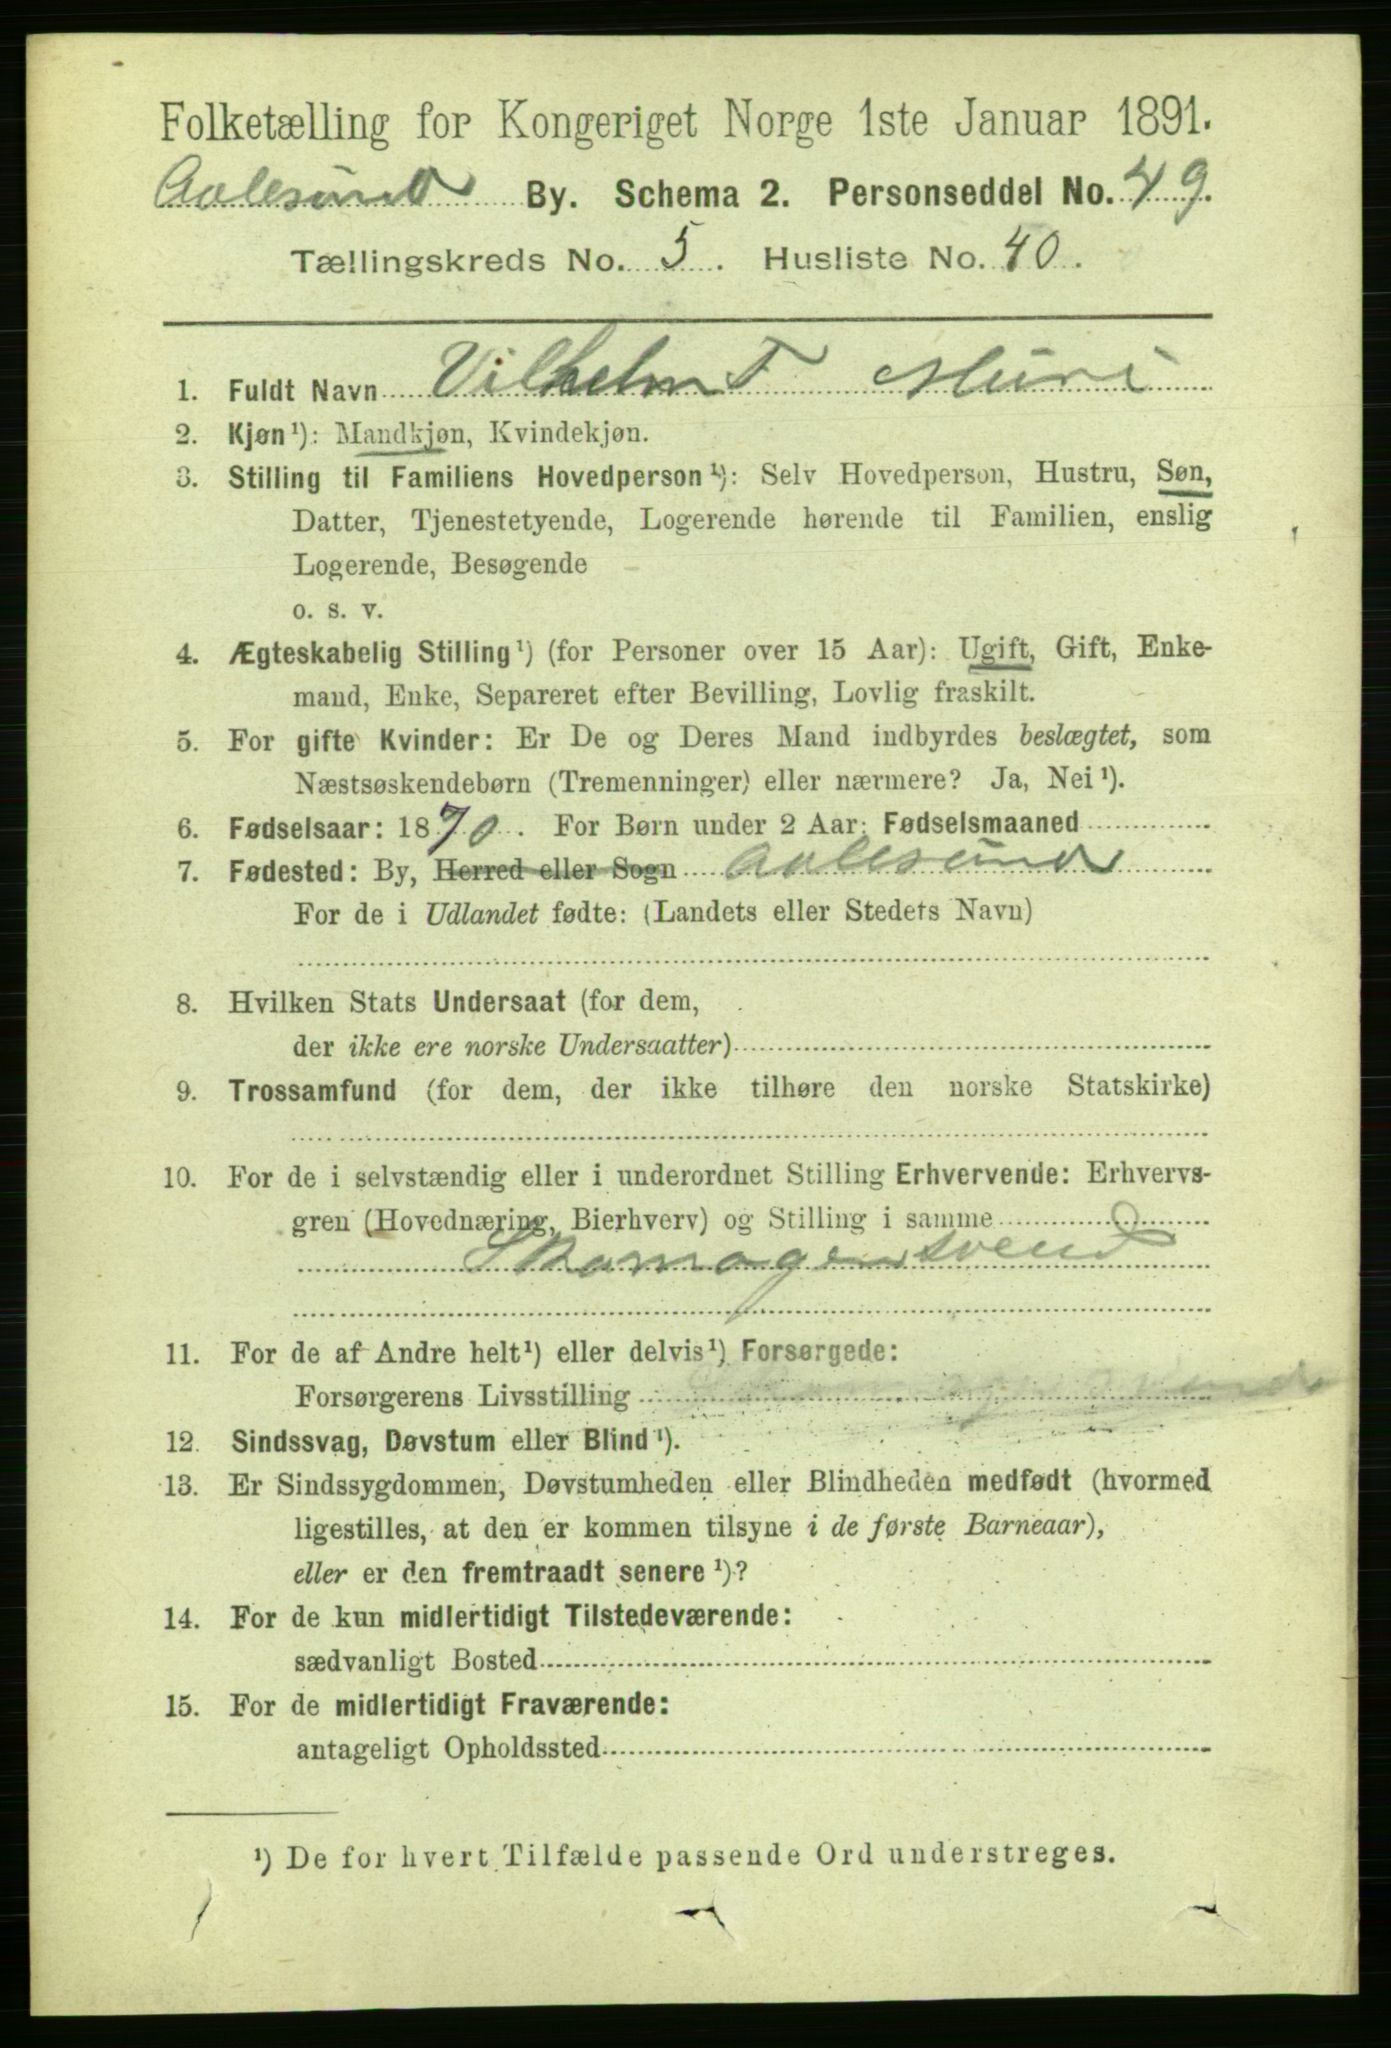 Folketælling for Kongeriget Norge 1ste Januar 1891.
Aalesund By. Schema 2. Personseddel No. 49.
Tællingskreds No. 5. Husliste No. 40.
1. Fuldt Navn Vilhelm T Muri
2. Kjøn¹): Mandkjøn, Kvindekjøn.
3. Stilling til Familiens Hovedperson¹): Selv Hovedperson, Hustru, Søn,
Datter, Tjenestetyende, Logerende hørende til Familien, enslig
Logerende, Besøgende
o. s. v.
4. Ægteskabelig Stilling¹) (for Personer over 15 Aar): Ugift, Gift, Enke-
mand, Enke, Separeret efter Bevilling, Lovlig fraskilt.
5. For gifte Kvinder: Er De og Deres Mand indbyrdes beslægtet, som
Næstsøskendebørn (Tremenninger) eller nærmere? Ja, Nei¹).
6. Fødselsaar: 1870. For Børn under 2 Aar: Fødselsmaaned
7. Fødested: By, Herred eller Sogn Aalesund
For de i Udlandet fødte: (Landets eller Stedets Navn)
8. Hvilken Stats Undersaat (for dem,
der ikke ere norske Undersaatter)
9. Trossamfund (for dem, der ikke tilhøre den norske Statskirke)
10. For de i selvstændig eller i underordnet Stilling Erhvervende: Erhvervs-
gren (Hovednæring, Bierhverv) og Stilling i samme
Skomagersvend
11. For de af Andre helt¹) eller delvis¹) Forsørgede:
Forsørgerens Livsstilling
12. Sindssvag, Døvstum eller Blind¹).
13. Er Sindssygdommen, Døvstumheden eller Blindheden medfødt (hvormed
ligestilles, at den er kommen tilsyne i de første Barneaar),
eller er den fremtraadt senere¹)?
14. For de kun midlertidigt Tilstedeværende:
sædvanligt Bosted
15. For de midlertidigt Fraværende:
antageligt Opholdssted
¹) De for hvert Tilfælde passende Ord understreges.